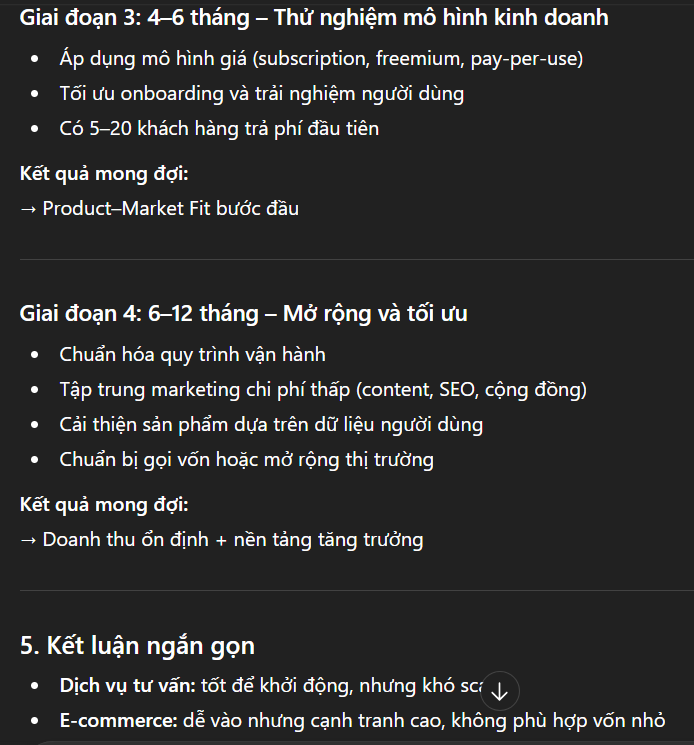 Giai đoạn 3: 4–6 tháng – Thử nghiệm mô hình kinh doanh
• Áp dụng mô hình giá (subscription, freemium, pay-per-use)
• Tối ưu onboarding và trải nghiệm người dùng
• Có 5–20 khách hàng trả phí đầu tiên
Kết quả mong đợi:
→ Product–Market Fit bước đầu
Giai đoạn 4: 6–12 tháng – Mở rộng và tối ưu
• Chuẩn hóa quy trình vận hành
• Tập trung marketing chi phí thấp (content, SEO, cộng đồng)
• Cải thiện sản phẩm dựa trên dữ liệu người dùng
• Chuẩn bị gọi vốn hoặc mở rộng thị trường
Kết quả mong đợi:
→ Doanh thu ổn định + nền tảng tăng trưởng
5. Kết luận ngắn gọn
• Dịch vụ tư vấn: tốt để khởi động, nhưng khó
• E-commerce: dễ vào nhưng cạnh tranh cao, không phù hợp vốn nhỏ